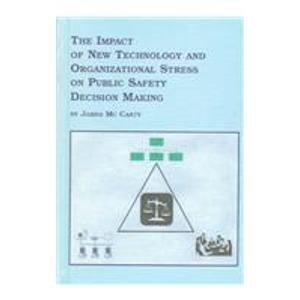 THE IMPACT
OF NEW TECHNOLOGY AND
ORGANIZATIONAL STRESS
ON PUBLIC SAFETY
DECISION MAKING
BY JAMES MC CARTY